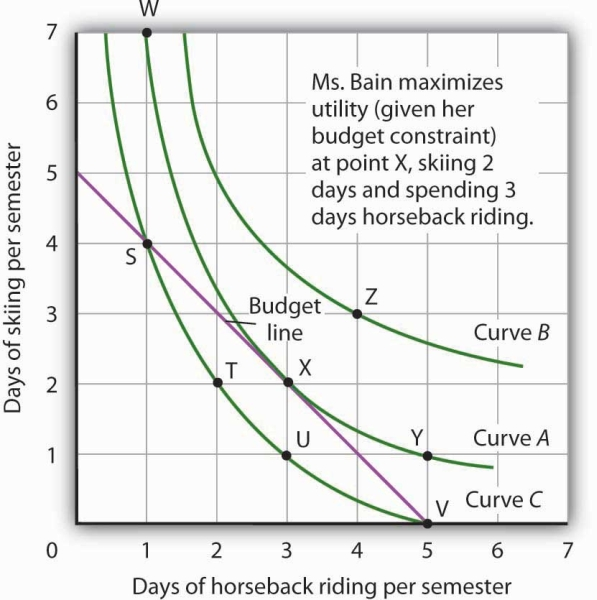 W
7
6
5
4
3
2
1
0
Days of skiing per semester
Ms. Bain maximizes
utility (given her
budget constraint)
at point X, skiing 2
days and spending 3
days horseback riding.
S
Budget
line
Z
Curve B
T
X
U
Y
Curve A
V
Curve C
1
2
3
4
5
6
7
Days of horseback riding per semester